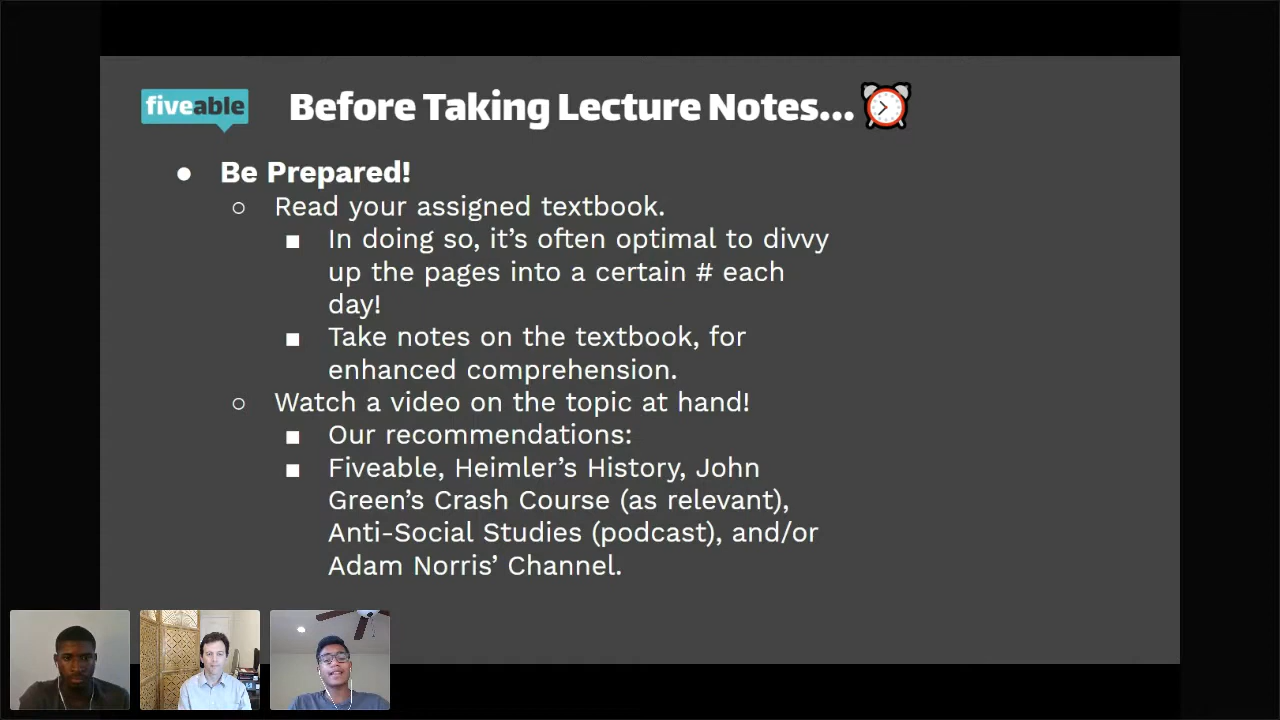 fiveable
Before Taking Lecture Notes...
● Be Prepared!
○ Read your assigned textbook.
■ In doing so, it’s often optimal to divvy
up the pages into a certain # each
day!
■ Take notes on the textbook, for
enhanced comprehension.
○ Watch a video on the topic at hand!
■ Our recommendations:
■ Fiveable, Heimler’s History, John
Green’s Crash Course (as relevant),
Anti-Social Studies (podcast), and/or
Adam Norris’ Channel.